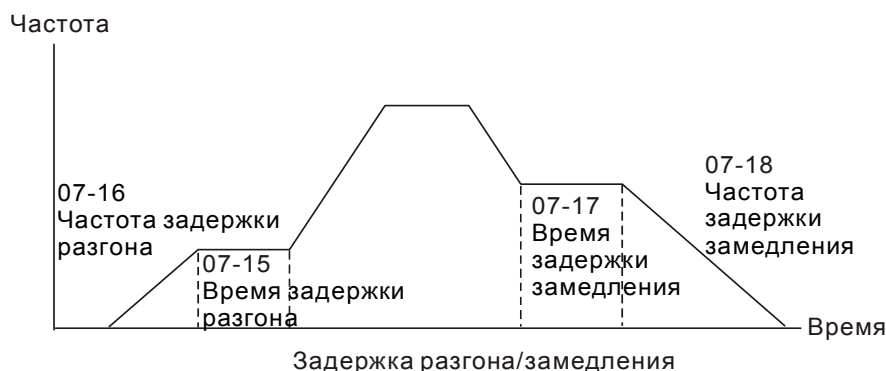 Частота
07-16
Частота задержки
разгона
07-15
Время задержки
разгона
07-17
Время
задержки
замедления
07-18
Частота
задержки
замедления
Время
Задержка разгона/замедления